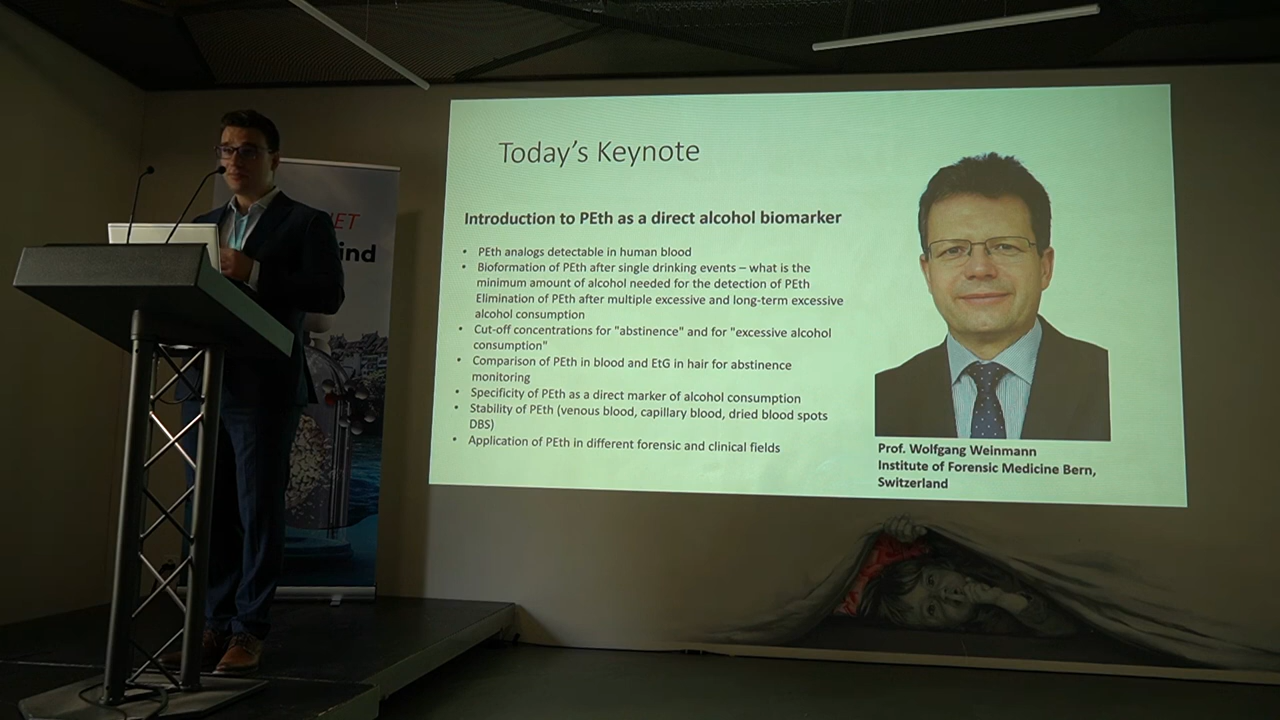 Today's Keynote
Introduction to PEth as a direct alcohol biomarker
• PEth analogs detectable in human blood
• Bioformation of PEth after single drinking events – what is the
minimum amount of alcohol needed for the detection of PEth
Elimination of PEth after multiple excessive and long-term excessive
alcohol consumption
• Cut-off concentrations for "abstinence" and for "excessive alcohol
consumption"
• Comparison of PEth in blood and EtG in hair for abstinence
monitoring
• Specificity of PEth as a direct marker of alcohol consumption
• Stability of PEth (venous blood, capillary blood, dried blood spots
DBS)
• Application of PEth in different forensic and clinical fields
Prof. Wolfgang Weinmann
Institute of Forensic Medicine Bern,
Switzerland
ET
ind